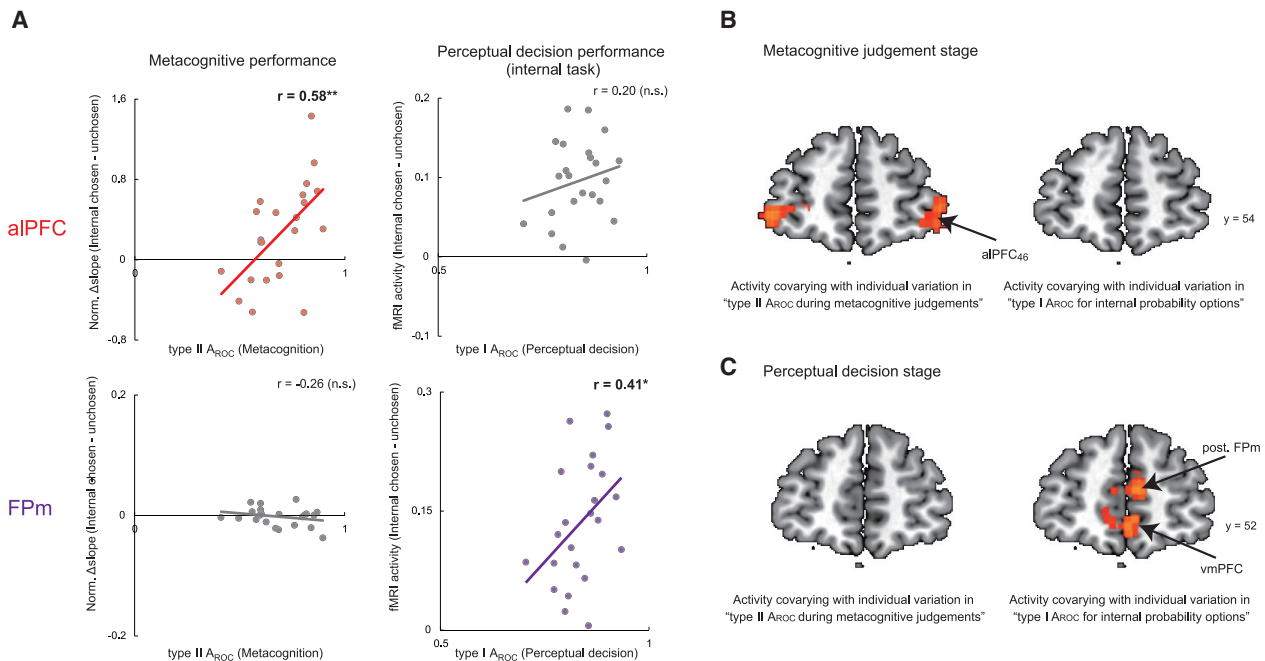 A
Metacognitive performance
Perceptual decision performance
(internal task)
alPFC
Norm. Δslope (Internal chosen - unchosen)
1.6
0.8
0
-0.8
0
1
r = 0.58**
type II AROC (Metacognition)
fMRI activity (Internal chosen - unchosen)
0.2
0.1
0
-0.1
0.5
1
r = 0.20 (n.s.)
type I AROC (Perceptual decision)
FPm
Norm. Δslope (Internal chosen - unchosen)
0.2
0
-0.2
0
1
r = -0.26 (n.s.)
type II AROC (Metacognition)
fMRI activity (Internal chosen - unchosen)
0.3
0.15
0
0.5
1
r = 0.41*
type I AROC (Perceptual decision)
B
Metacognitive judgement stage
alPFC46
y = 54
Activity covarying with individual variation in
“type II AROC during metacognitive judgements”
Activity covarying with individual variation in
“type I AROC for internal probability options”
C
Perceptual decision stage
post. FPm
y = 52
vmPFC
Activity covarying with individual variation in
“type II AROC during metacognitive judgements”
Activity covarying with individual variation in
“type I AROC for internal probability options”